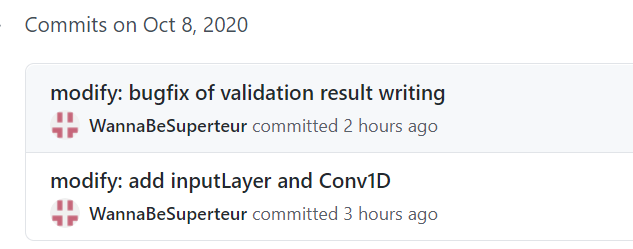 Commits on Oct 8, 2020
modify: bugfix of validation result writing
WannaBeSuperteur committed 2 hours ago
modify: add inputLayer and Conv1D
WannaBeSuperteur committed 3 hours ago